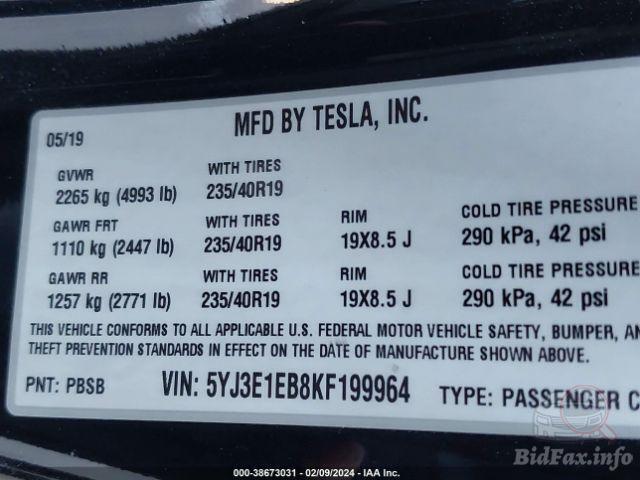 MFD BY TESLA, INC.
05/19
GVWR WITH TIRES
2265 kg (4993 lb) 235/40R19
GAWR FRT WITH TIRES RIM COLD TIRE PRESSURE
1110 kg (2447 lb) 235/40R19 19X8.5 J 290 kPa, 42 psi
GAWR RR WITH TIRES RIM COLD TIRE PRESSURE
1257 kg (2771 lb) 235/40R19 19X8.5 J 290 kPa, 42 psi
THIS VEHICLE CONFORMS TO ALL APPLICABLE U.S. FEDERAL MOTOR VEHICLE SAFETY, BUMPER, AN
THEFT PREVENTION STANDARDS IN EFFECT ON THE DATE OF MANUFACTURE SHOWN ABOVE.
PNT: PBSB VIN: 5YJ3E1EB8KF199964 TYPE: PASSENGER C
BidFax.info
000-38673031 - 02/09/2024 - IAA Inc.